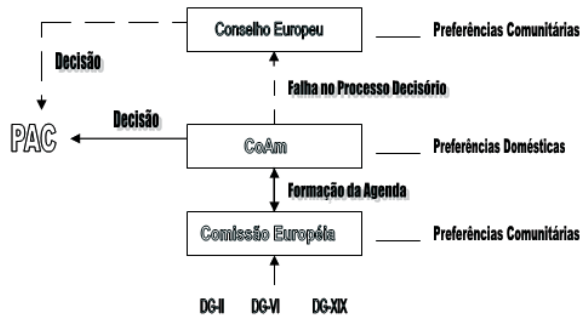 Conselho Europeu
Preferências Comunitárias
Decisão
Falha no Processo Decisório
Decisão
PAC
CoAm
Preferências Domésticas
Formação da Agenda
Comissão Européia
Preferências Comunitárias
DG-II DG-VI DG-XIX